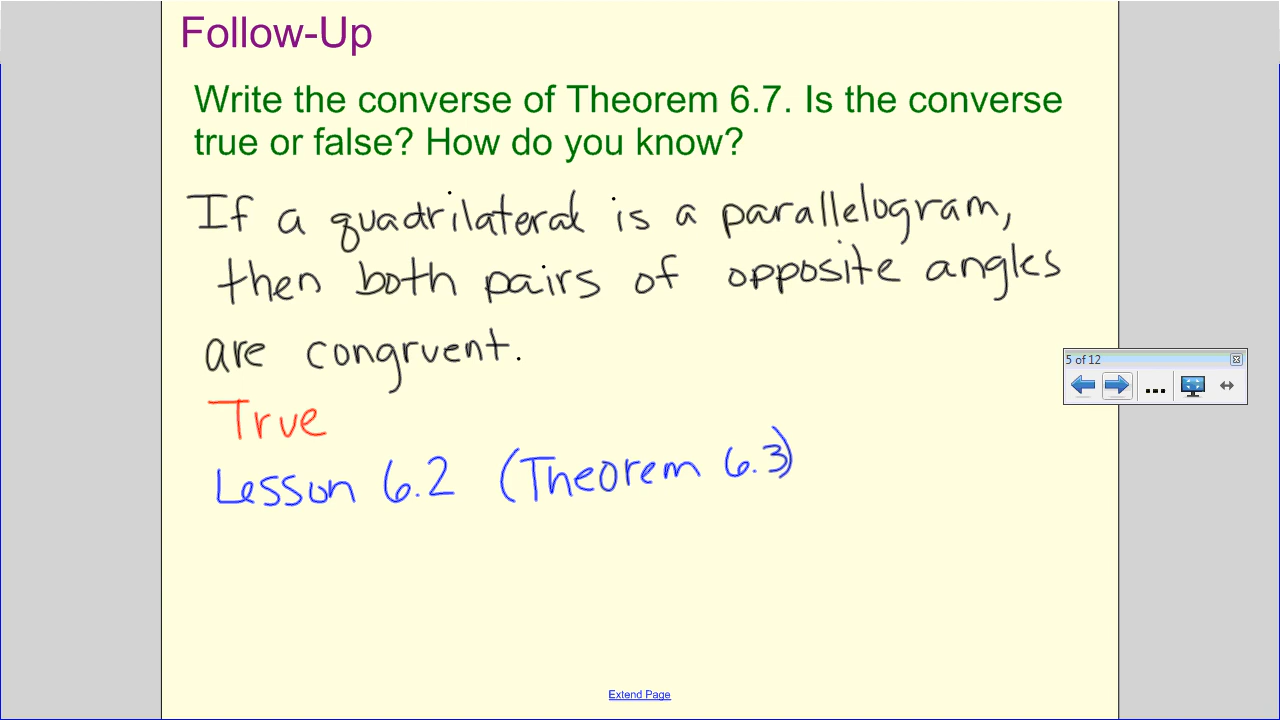 Follow-Up
Write the converse of Theorem 6.7. Is the converse
true or false? How do you know?
If a quadrilateral is a parallelogram,
then both pairs of opposite angles
are congruent.
True
Lesson 6.2 (Theorem 6.3)
5 of 12
...
Extend Page